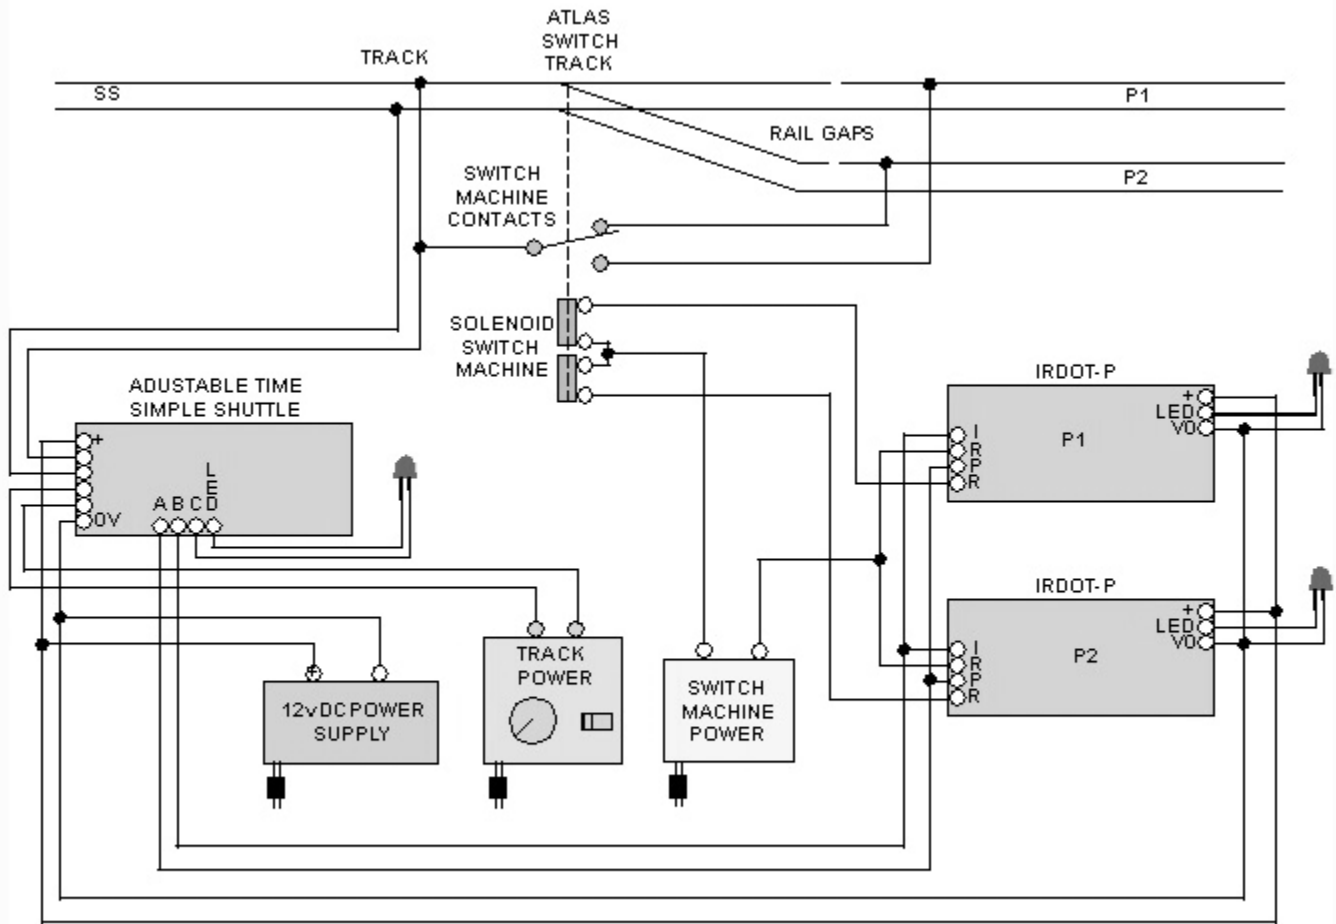 ATLAS
SWITCH
TRACK
TRACK
SS
P1
RAIL GAPS
P2
SWITCH
MACHINE
CONTACTS
SOLENOID
SWITCH
MACHINE
ADUSTABLE TIME
SIMPLE SHUTTLE
+
L
E
A B C D
0V
IRDOT-P
+
LED
V0
P1
I
R
P
R
IRDOT-P
+
LED
V0
P2
I
R
P
R
+
12vDC POWER
SUPPLY
TRACK
POWER
SWITCH
MACHINE
POWER